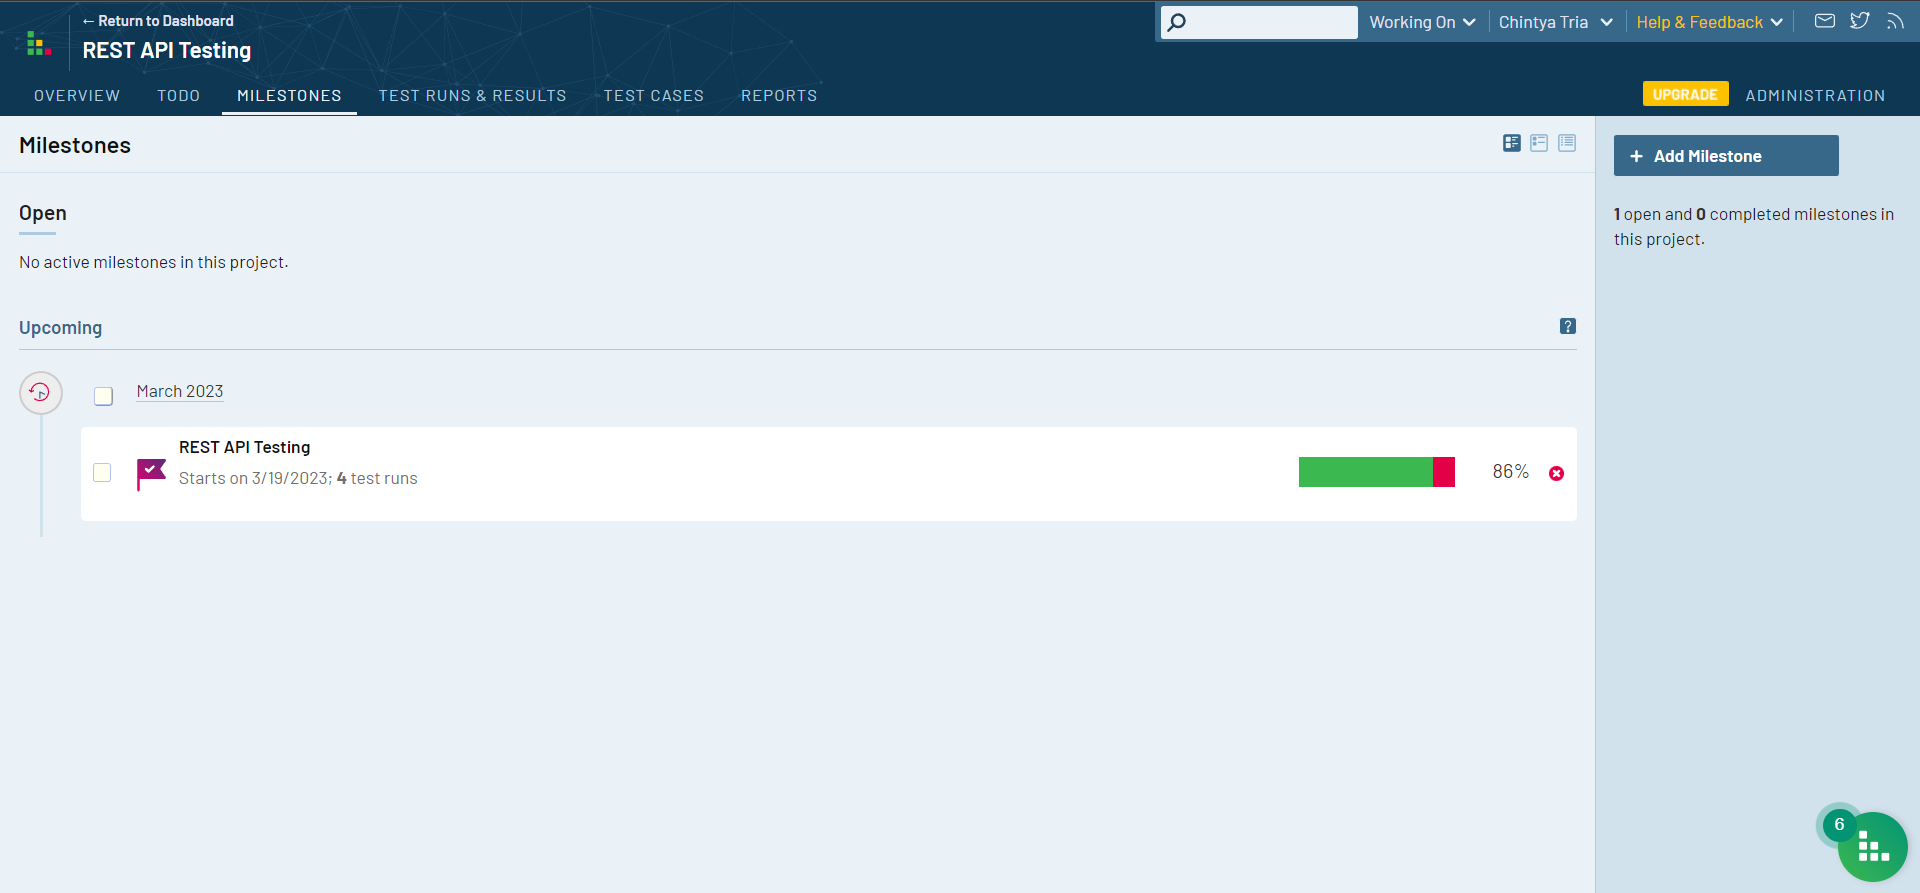 ← Return to Dashboard
REST API Testing
Working On
Chintya Tria
Help & Feedback
OVERVIEW
TODO
MILESTONES
TEST RUNS & RESULTS
TEST CASES
REPORTS
UPGRADE
ADMINISTRATION
Milestones
+ Add Milestone
1 open and 0 completed milestones in
this project.
Open
No active milestones in this project.
Upcoming
?
March 2023
REST API Testing
Starts on 3/19/2023; 4 test runs
86%
6